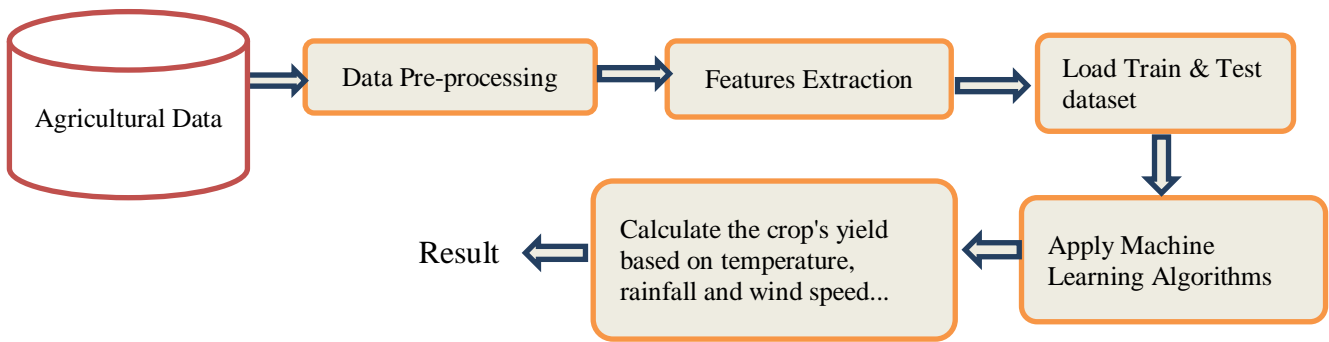 Agricultural Data
Data Pre-processing
Features Extraction
Load Train & Test
dataset
Apply Machine
Learning Algorithms
Calculate the crop's yield
based on temperature,
rainfall and wind speed...
Result